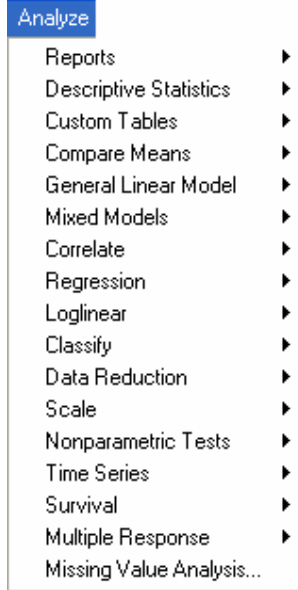 Analyze
Reports
Descriptive Statistics
Custom Tables
Compare Means
General Linear Model
Mixed Models
Correlate
Regression
Loglinear
Classify
Data Reduction
Scale
Nonparametric Tests
Time Series
Survival
Multiple Response
Missing Value Analysis...